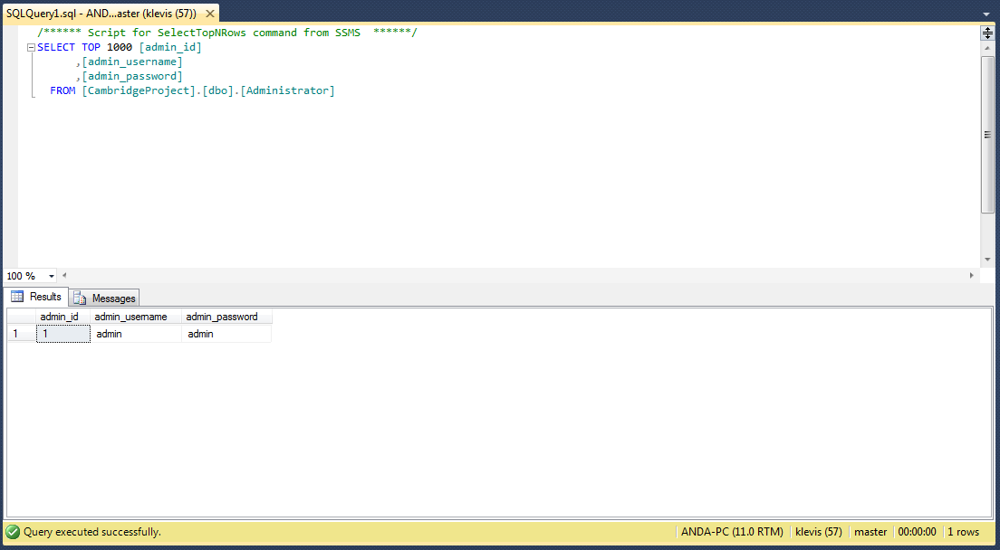 SQLQuery1.sql - AND...aster (klevis (57))
/****** Script for SelectTopNRows command from SSMS  ******/
SELECT TOP 1000 [admin_id]
      ,[admin_username]
      ,[admin_password]
  FROM [CambridgeProject].[dbo].[Administrator]
100 %
Results Messages
admin_id admin_username admin_password
1 1 admin admin
Query executed successfully. ANDA-PC (11.0 RTM) klevis (57) master 00:00:00 1 rows